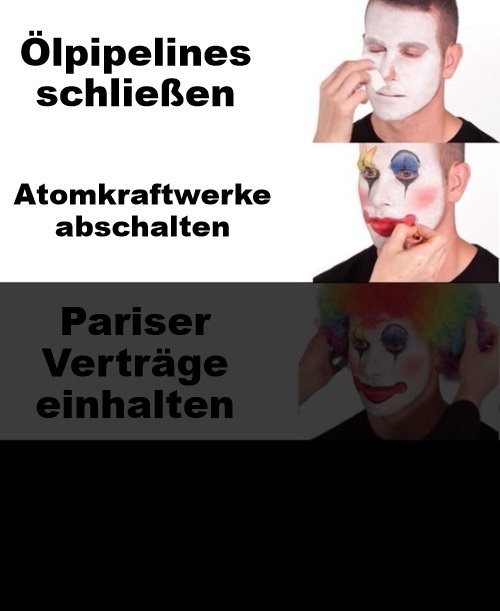 Ölpipelines
schließen
Atomkraftwerke
abschalten
Pariser
Verträge
einhalten